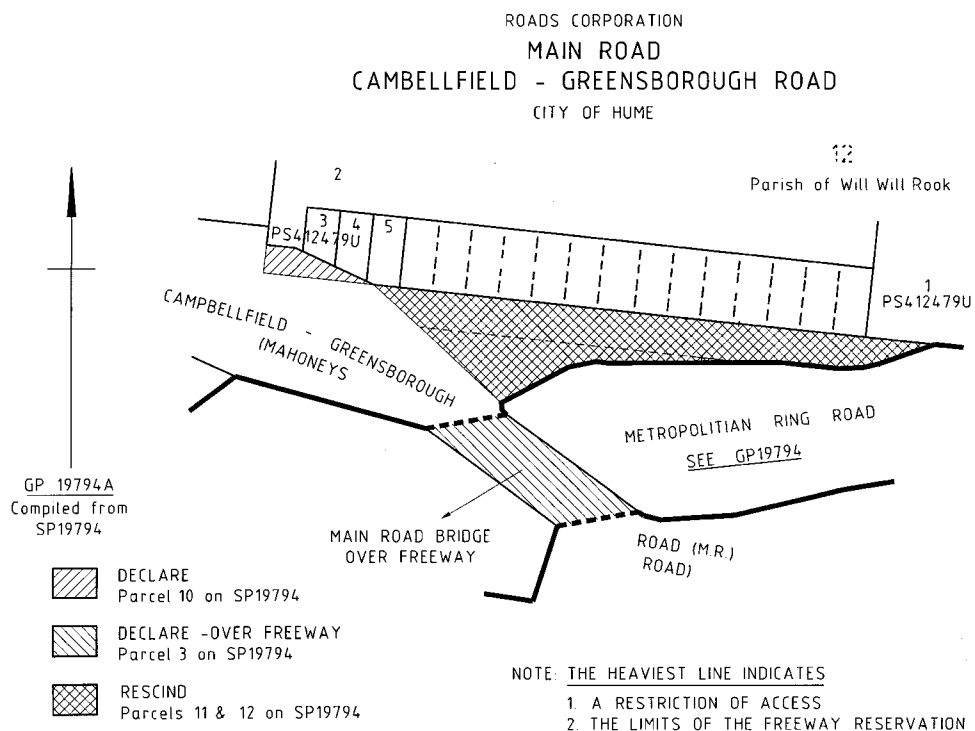 ROADS CORPORATION
MAIN ROAD
CAMBELLFIELD - GREENSBOROUGH ROAD
CITY OF HUME
12
Parish of Will Will Rook
2
3
4
5
PS412479U
1
PS412479U
CAMPBELLFIELD - GREENSBOROUGH
(MAHONEYS
METROPOLITIAN RING ROAD
SEE GP19794
GP 19794A
Compiled from
SP19794
MAIN ROAD BRIDGE
OVER FREEWAY
ROAD (M.R.)
ROAD)
DECLARE
Parcel 10 on SP19794
DECLARE -OVER FREEWAY
Parcel 3 on SP19794
RESCIND
Parcels 11 & 12 on SP19794
NOTE: THE HEAVIEST LINE INDICATES
1. A RESTRICTION OF ACCESS
2. THE LIMITS OF THE FREEWAY RESERVATION